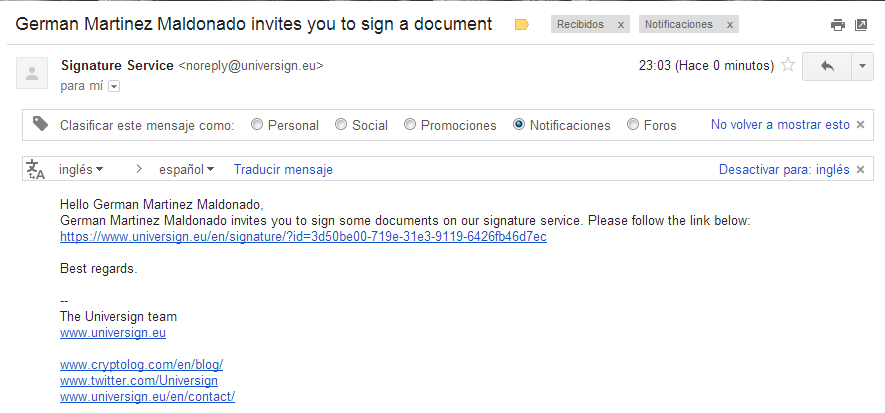 German Martinez Maldonado invites you to sign a document Recibidos x Notificaciones x
Signature Service <noreply@universign.eu> 23:03 (Hace 0 minutos)
para mí
Clasificar este mensaje como: Personal Social Promociones Notificaciones Foros No volver a mostrar esto ×
inglés > español Traducir mensaje Desactivar para: inglés ×
Hello German Martinez Maldonado,
German Martinez Maldonado invites you to sign some documents on our signature service. Please follow the link below:
https://www.universign.eu/en/signature/?id=3d50be00-719e-31e3-9119-6426fb46d7ec
Best regards.
--
The Universign team
www.universign.eu
www.cryptolog.com/en/blog/
www.twitter.com/Universign
www.universign.eu/en/contact/